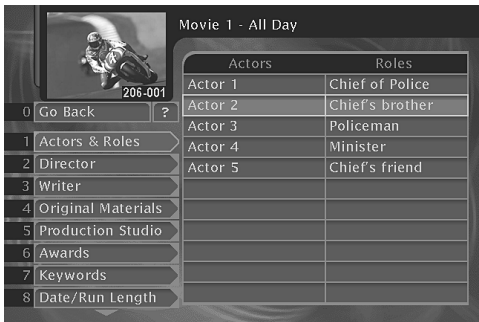 Movie 1 - All Day
206-001
0 Go Back ?
1 Actors & Roles
2 Director
3 Writer
4 Original Materials
5 Production Studio
6 Awards
7 Keywords
8 Date/Run Length
Actors Roles
Actor 1 Chief of Police
Actor 2 Chief's brother
Actor 3 Policeman
Actor 4 Minister
Actor 5 Chief's friend